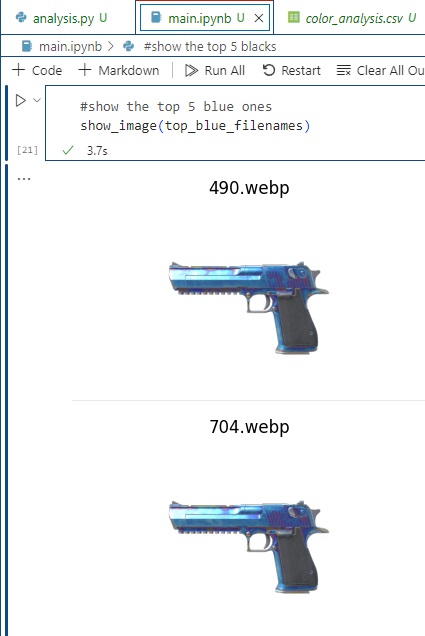 analysis.py U
main.ipynb U
color_analysis.csv U
main.ipynb > #show the top 5 blacks
+ Code + Markdown Run All Restart Clear All Ou
#show the top 5 blue ones
show_image(top_blue_filenames)
[21] ✓ 3.7s
...
490.webp
704.webp